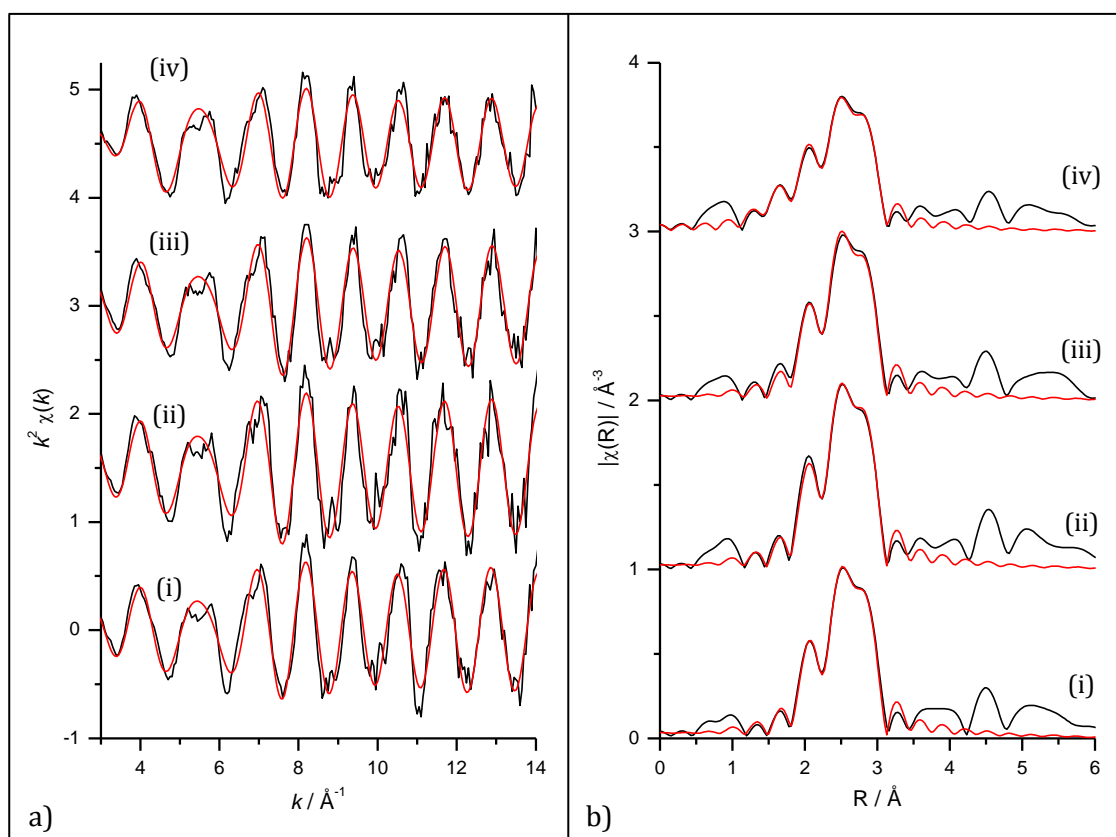 (iv)
(iii)
(ii)
(i)
5
4
3
2
1
0
-1
k² χ(k)
4 6 8 10 12 14
k / Å⁻¹
a)
4
3
2
1
0
|χ(R)| / Å⁻³
(iv)
(iii)
(ii)
(i)
0 1 2 3 4 5 6
R / Å
b)